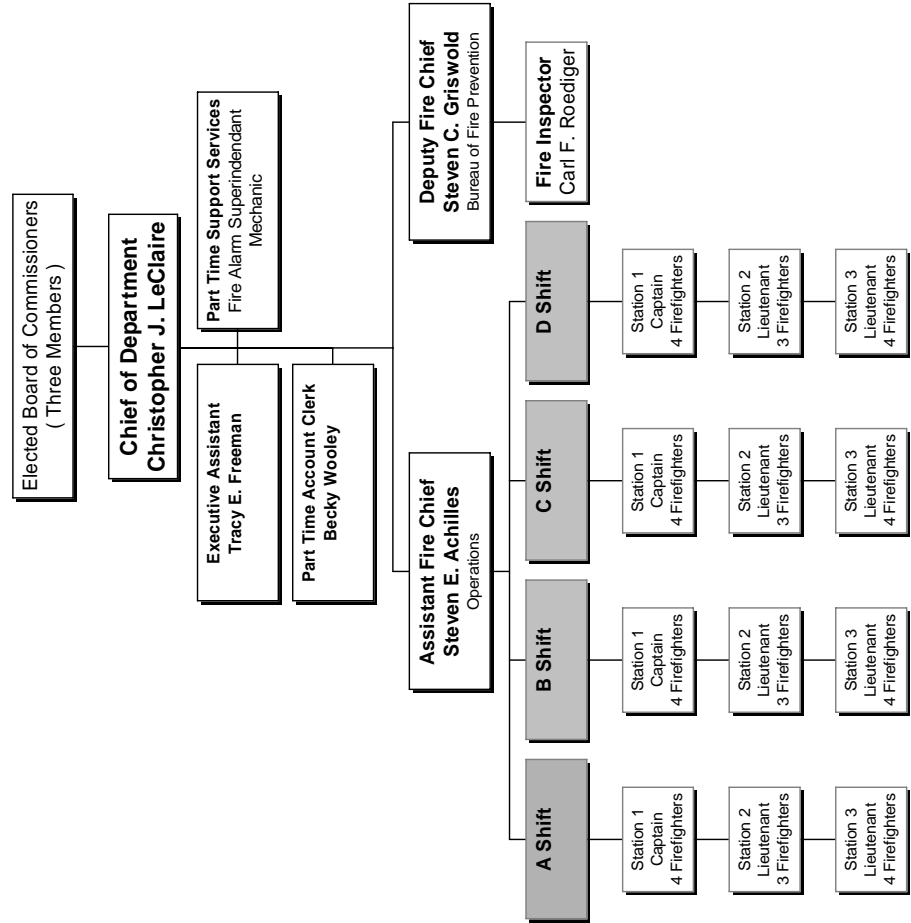 Elected Board of Commissioners
( Three Members )
Chief of Department
Christopher J. LeClaire
Executive Assistant
Tracy E. Freeman
Part Time Support Services
Fire Alarm Superindendant
Mechanic
Part Time Account Clerk
Becky Wooley
Assistant Fire Chief
Steven E. Achilles
Operations
Deputy Fire Chief
Steven C. Griswold
Bureau of Fire Prevention
Fire Inspector
Carl F. Roediger
A Shift
Station 1
Captain
4 Firefighters
Station 2
Lieutenant
3 Firefighters
Station 3
Lieutenant
4 Firefighters
B Shift
Station 1
Captain
4 Firefighters
Station 2
Lieutenant
3 Firefighters
Station 3
Lieutenant
4 Firefighters
C Shift
Station 1
Captain
4 Firefighters
Station 2
Lieutenant
3 Firefighters
Station 3
Lieutenant
4 Firefighters
D Shift
Station 1
Captain
4 Firefighters
Station 2
Lieutenant
3 Firefighters
Station 3
Lieutenant
4 Firefighters